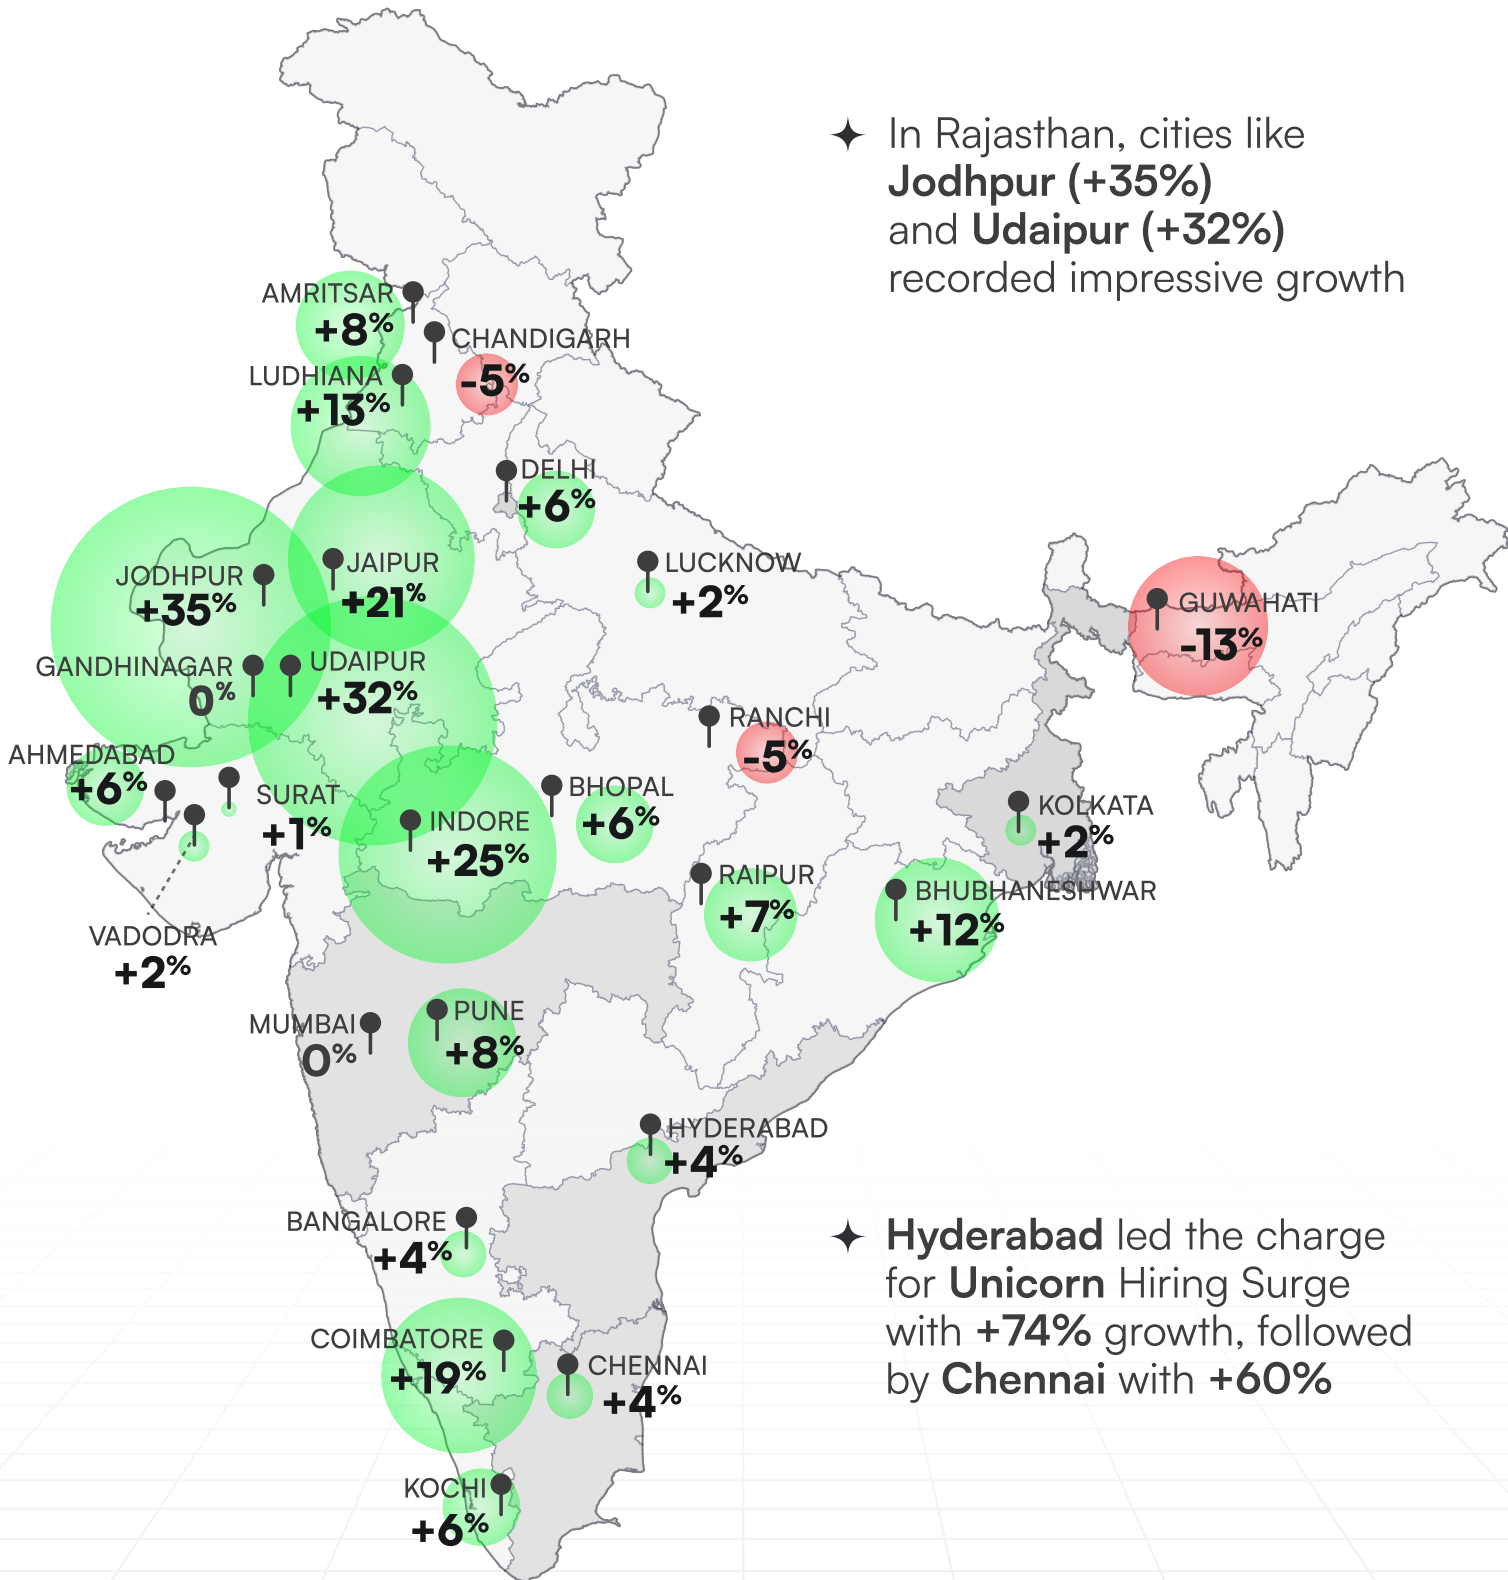 ✦ In Rajasthan, cities like
Jodhpur (+35%)
and Udaipur (+32%)
recorded impressive growth
AMRITSAR
+8%
CHANDIGARH
-5%
LUDHIANA
+13%
DELHI
+6%
JODHPUR
+35%
JAIPUR
+21%
LUCKNOW
+2%
GUWAHATI
-13%
GANDHINAGAR
0%
UDAIPUR
+32%
RANCHI
-5%
AHMEDABAD
+6%
SURAT
+1%
INDORE
+25%
BHOPAL
+6%
KOLKATA
+2%
RAIPUR
+7%
BHUBHANESHWAR
+12%
VADODRA
+2%
MUMBAI
0%
PUNE
+8%
HYDERABAD
+4%
BANGALORE
+4%
✦ Hyderabad led the charge
for Unicorn Hiring Surge
with +74% growth, followed
by Chennai with +60%
COIMBATORE
+19%
CHENNAI
+4%
KOCHI
+6%